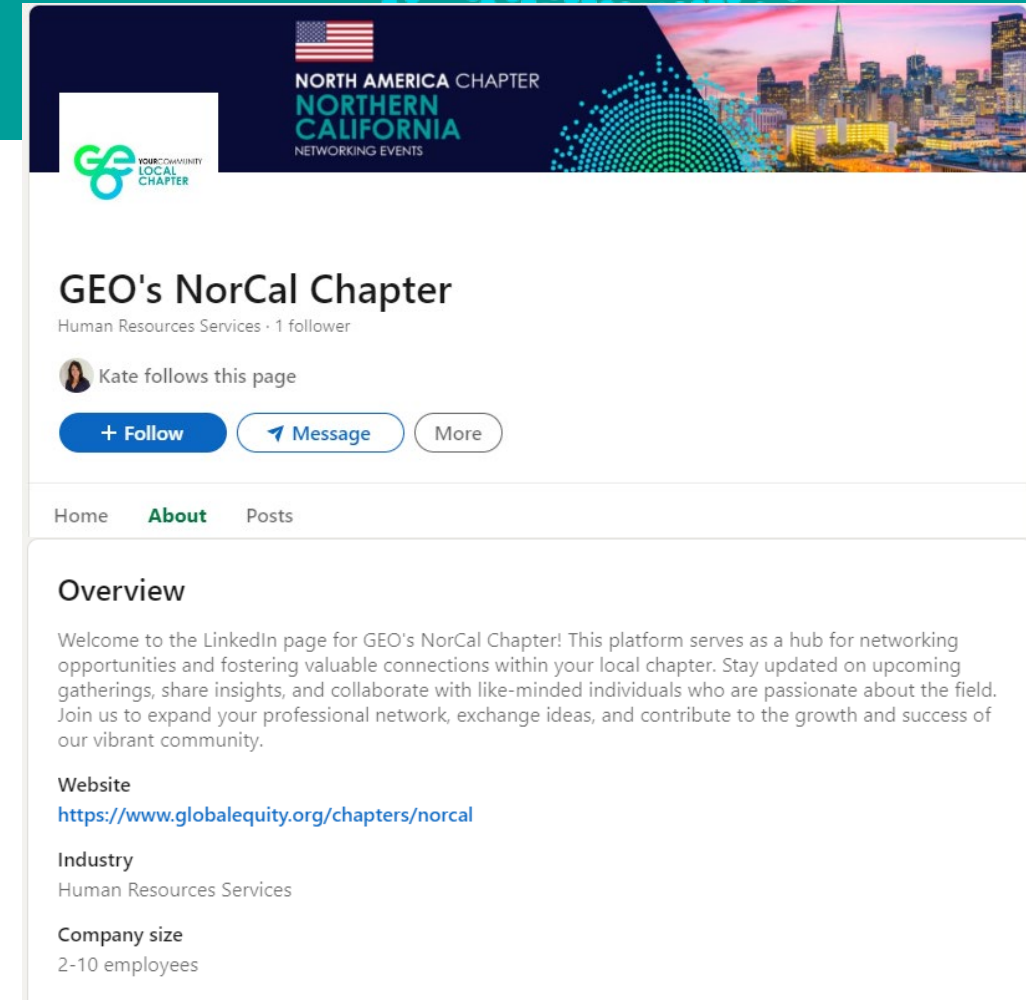 NORTH AMERICA CHAPTER
NORTHERN
CALIFORNIA
NETWORKING EVENTS
YOURCOMMUNITY
LOCAL
CHAPTER
GEO's NorCal Chapter
Human Resources Services · 1 follower
Kate follows this page
+ Follow
Message
More
Home
About
Posts
Overview
Welcome to the LinkedIn page for GEO's NorCal Chapter! This platform serves as a hub for networking
opportunities and fostering valuable connections within your local chapter. Stay updated on upcoming
gatherings, share insights, and collaborate with like-minded individuals who are passionate about the field.
Join us to expand your professional network, exchange ideas, and contribute to the growth and success of
our vibrant community.
Website
https://www.globalequity.org/chapters/norcal
Industry
Human Resources Services
Company size
2-10 employees